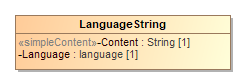 LanguageString
«simpleContent»-Content : String [1]
-Language : language [1]